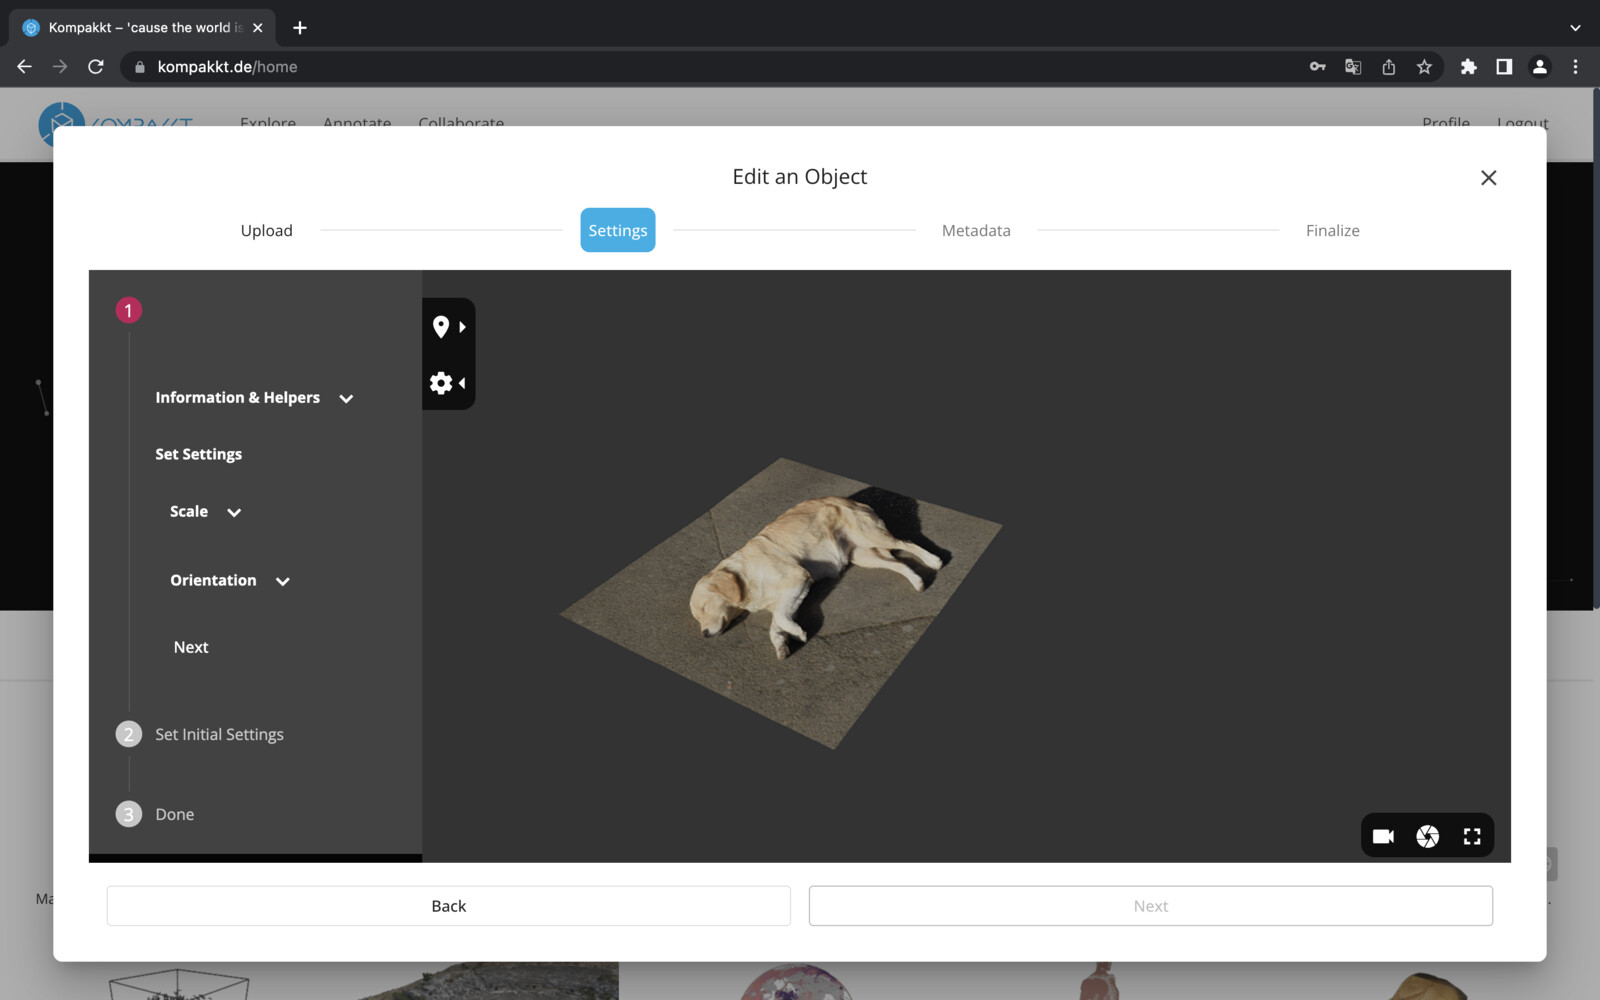 Kompakkt – 'cause the world is
kompakkt.de/home
KOMPAKKT Explore Annotate Collaborate Profile Logout
Edit an Object
Upload Settings Metadata Finalize
1
Information & Helpers
Set Settings
Scale
Orientation
Next
2 Set Initial Settings
3 Done
Back Next
Ma